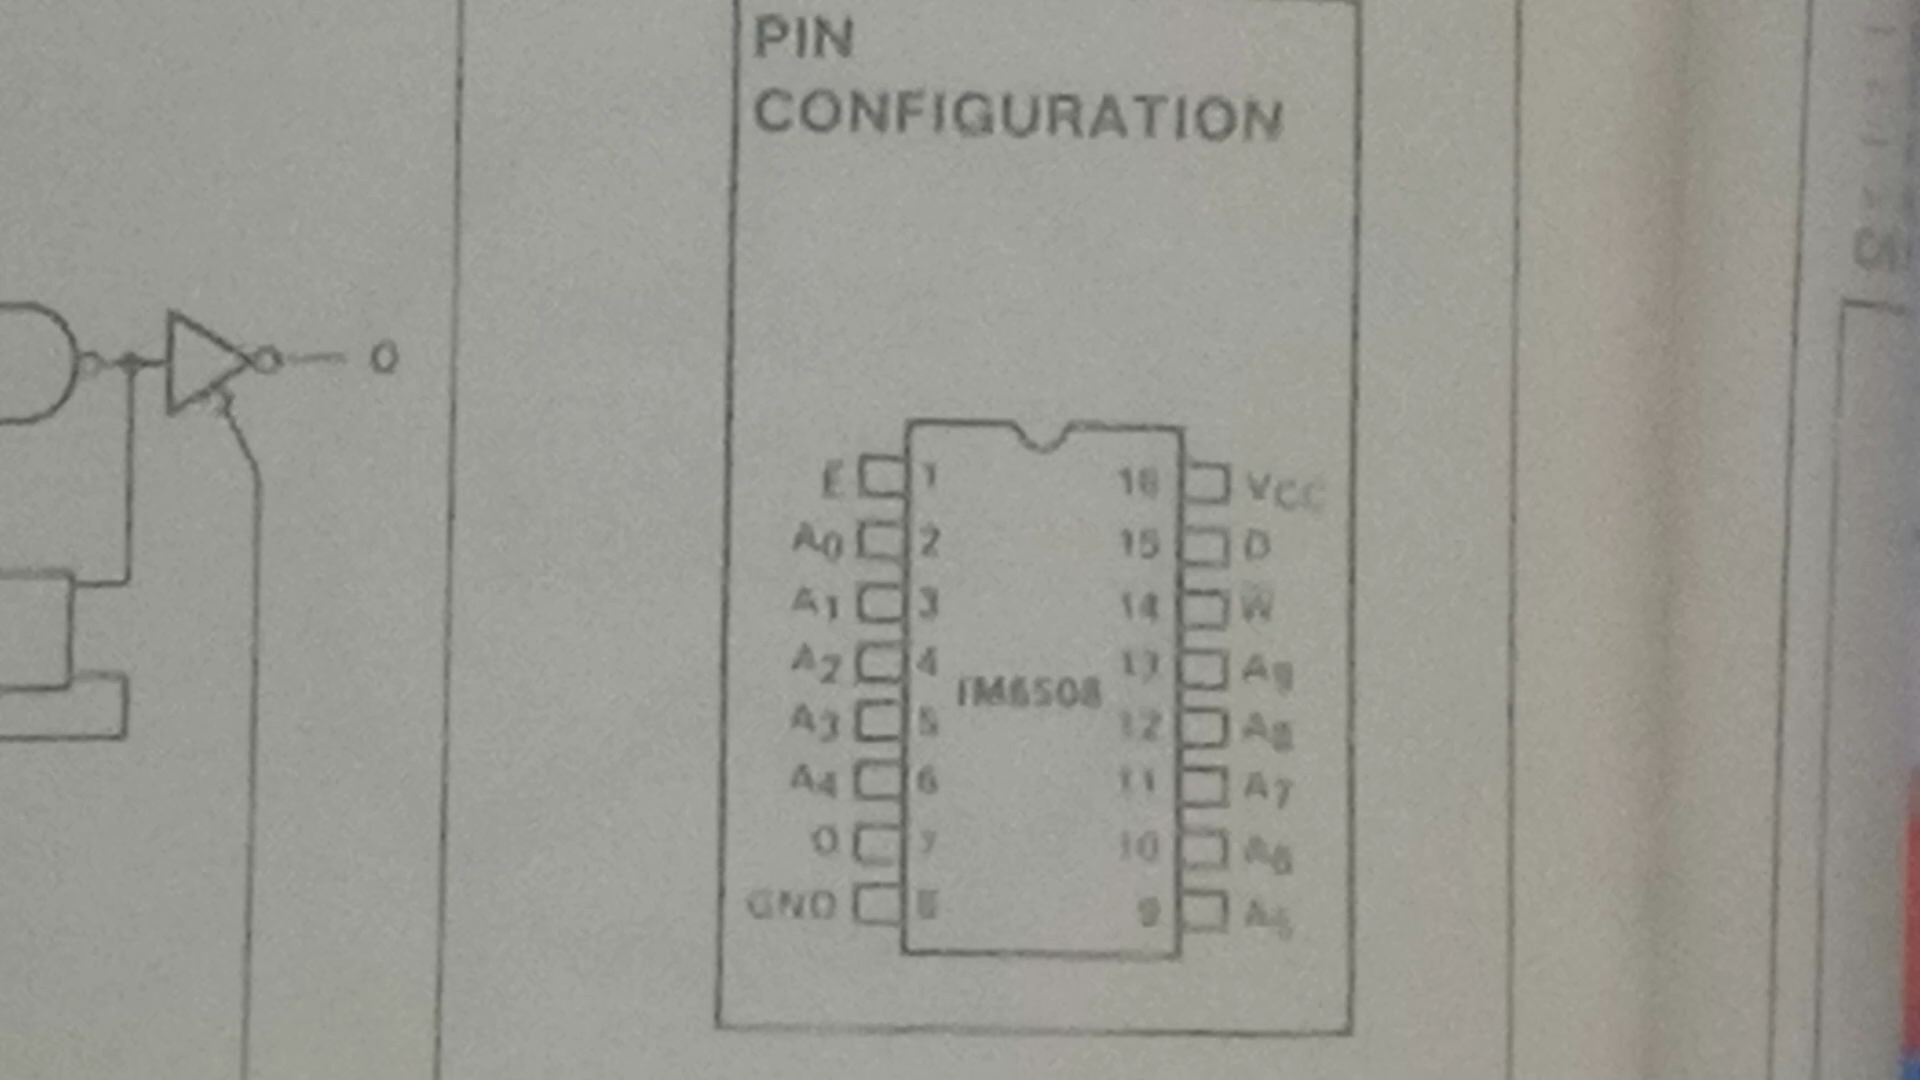 PIN
CONFIGURATION
O
E 1 16 VCC
A0 2 15 D
A1 3 14 W
A2 4 13 A9
IM6508
A3 5 12 A8
A4 6 11 A7
O 7 10 A6
GND 8 9 A5